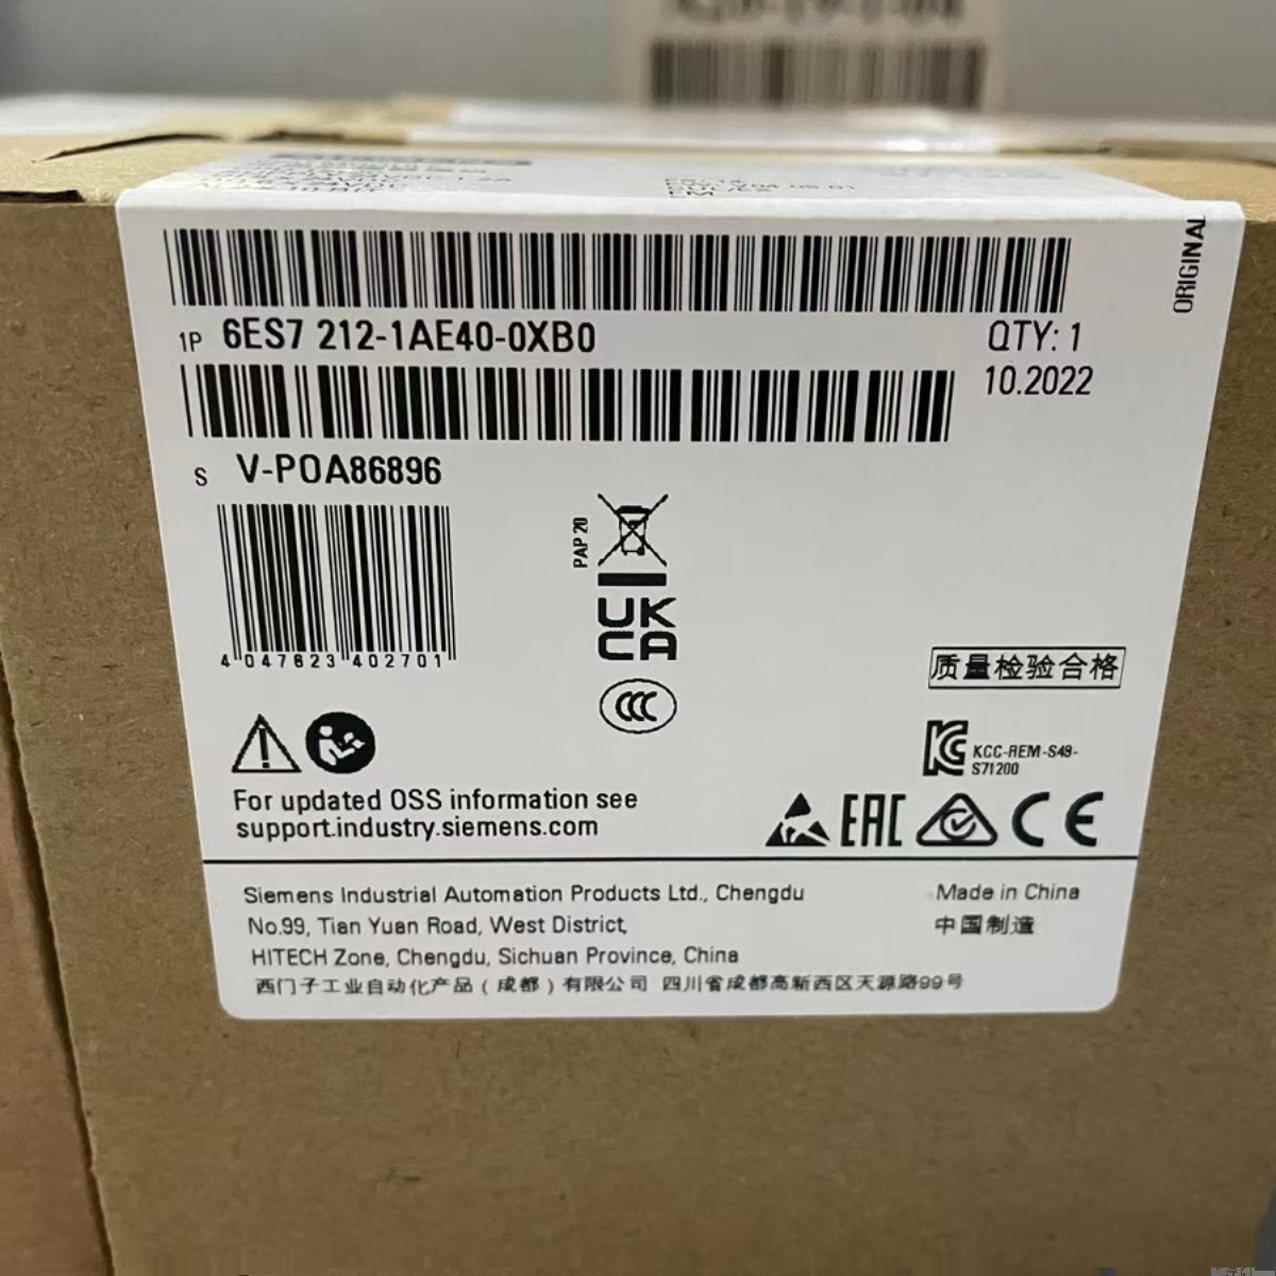 ORIGINAL
1P 6ES7 212-1AE40-0XB0
QTY: 1
10.2022
S V-POA86896
PAP 20
UK
CA
4 047623 402701
CCC
质量检验合格
KCC-REM-S49-
S71200
For updated OSS information see
support.industry.siemens.com
EAC
CE
Siemens Industrial Automation Products Ltd., Chengdu
Made in China
No.99, Tian Yuan Road, West District,
中国制造
HITECH Zone, Chengdu, Sichuan Province, China
西门子工业自动化产品(成都)有限公司 四川省成都高新西区天源路99号